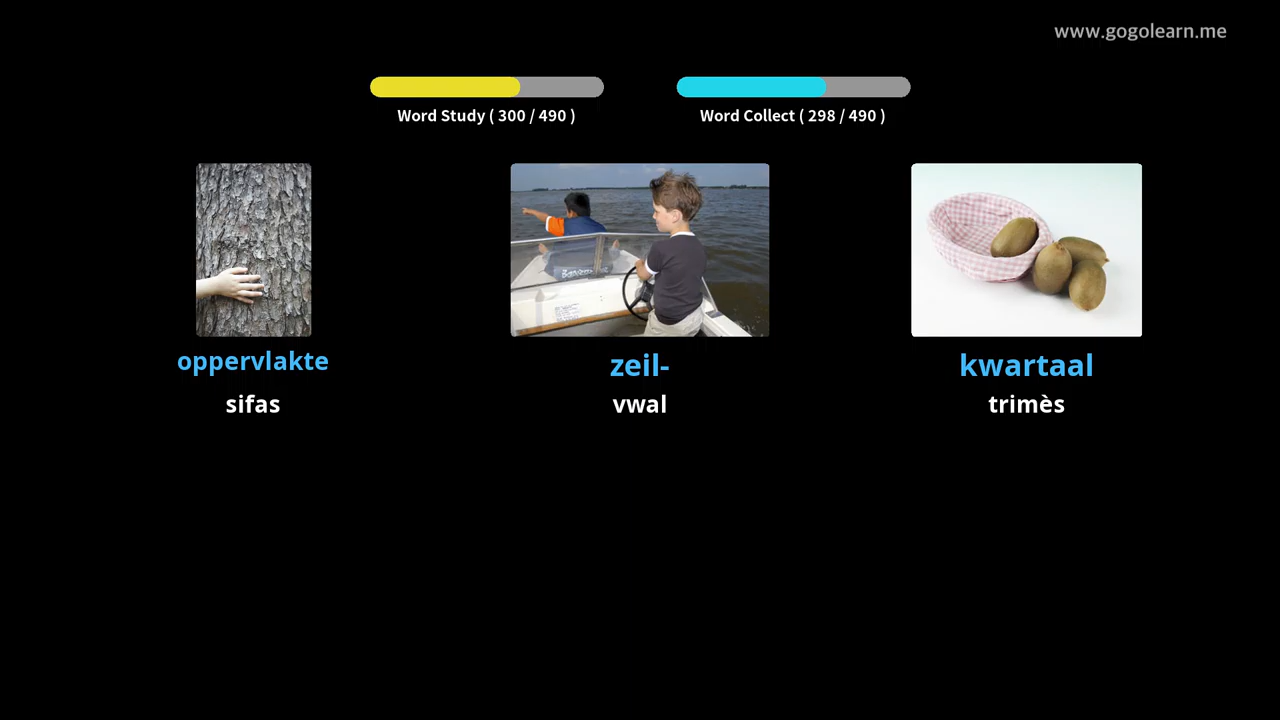 www.gogolearn.me
Word Study ( 300 / 490 )
Word Collect ( 298 / 490 )
oppervlakte
zeil-
kwartaal
sifas
vwal
trimès